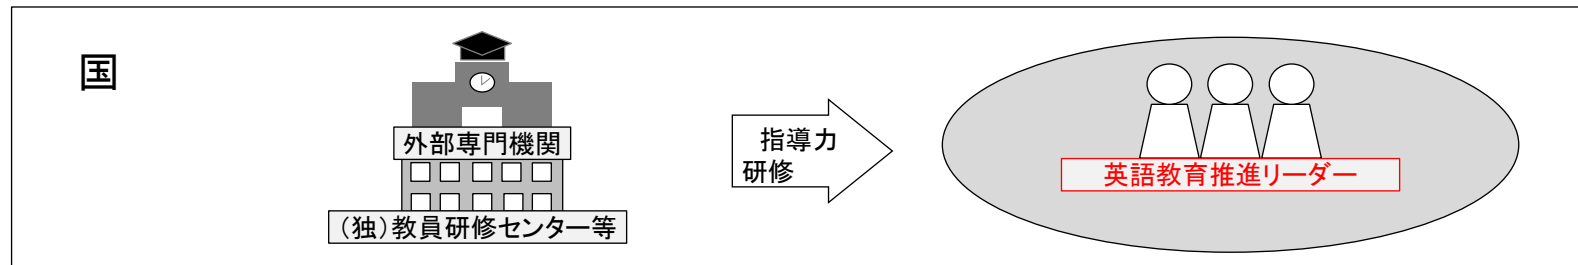 国
外部専門機関
（独）教員研修センター等
指導力
研修
英語教育推進リーダー